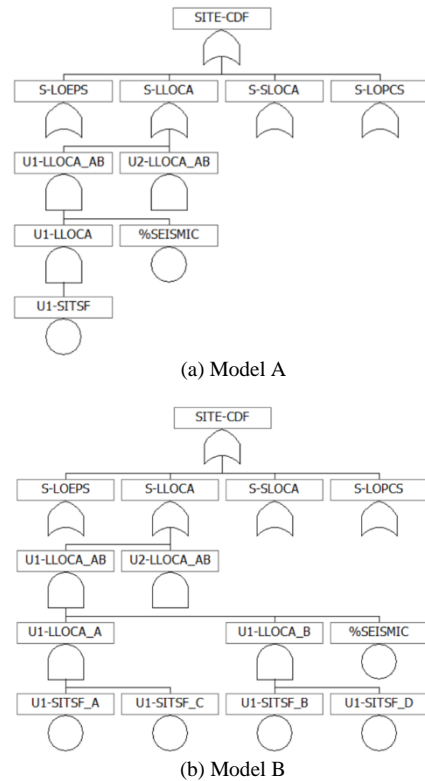 SITE-CDF
S-LOEPS S-LLOCA S-SLOCA S-LOPCS
U1-LLOCA_AB U2-LLOCA_AB
U1-LLOCA %SEISMIC
U1-SITSF
(a) Model A
SITE-CDF
S-LOEPS S-LLOCA S-SLOCA S-LOPCS
U1-LLOCA_AB U2-LLOCA_AB
U1-LLOCA_A U1-LLOCA_B %SEISMIC
U1-SITSF_A U1-SITSF_C U1-SITSF_B U1-SITSF_D
(b) Model B